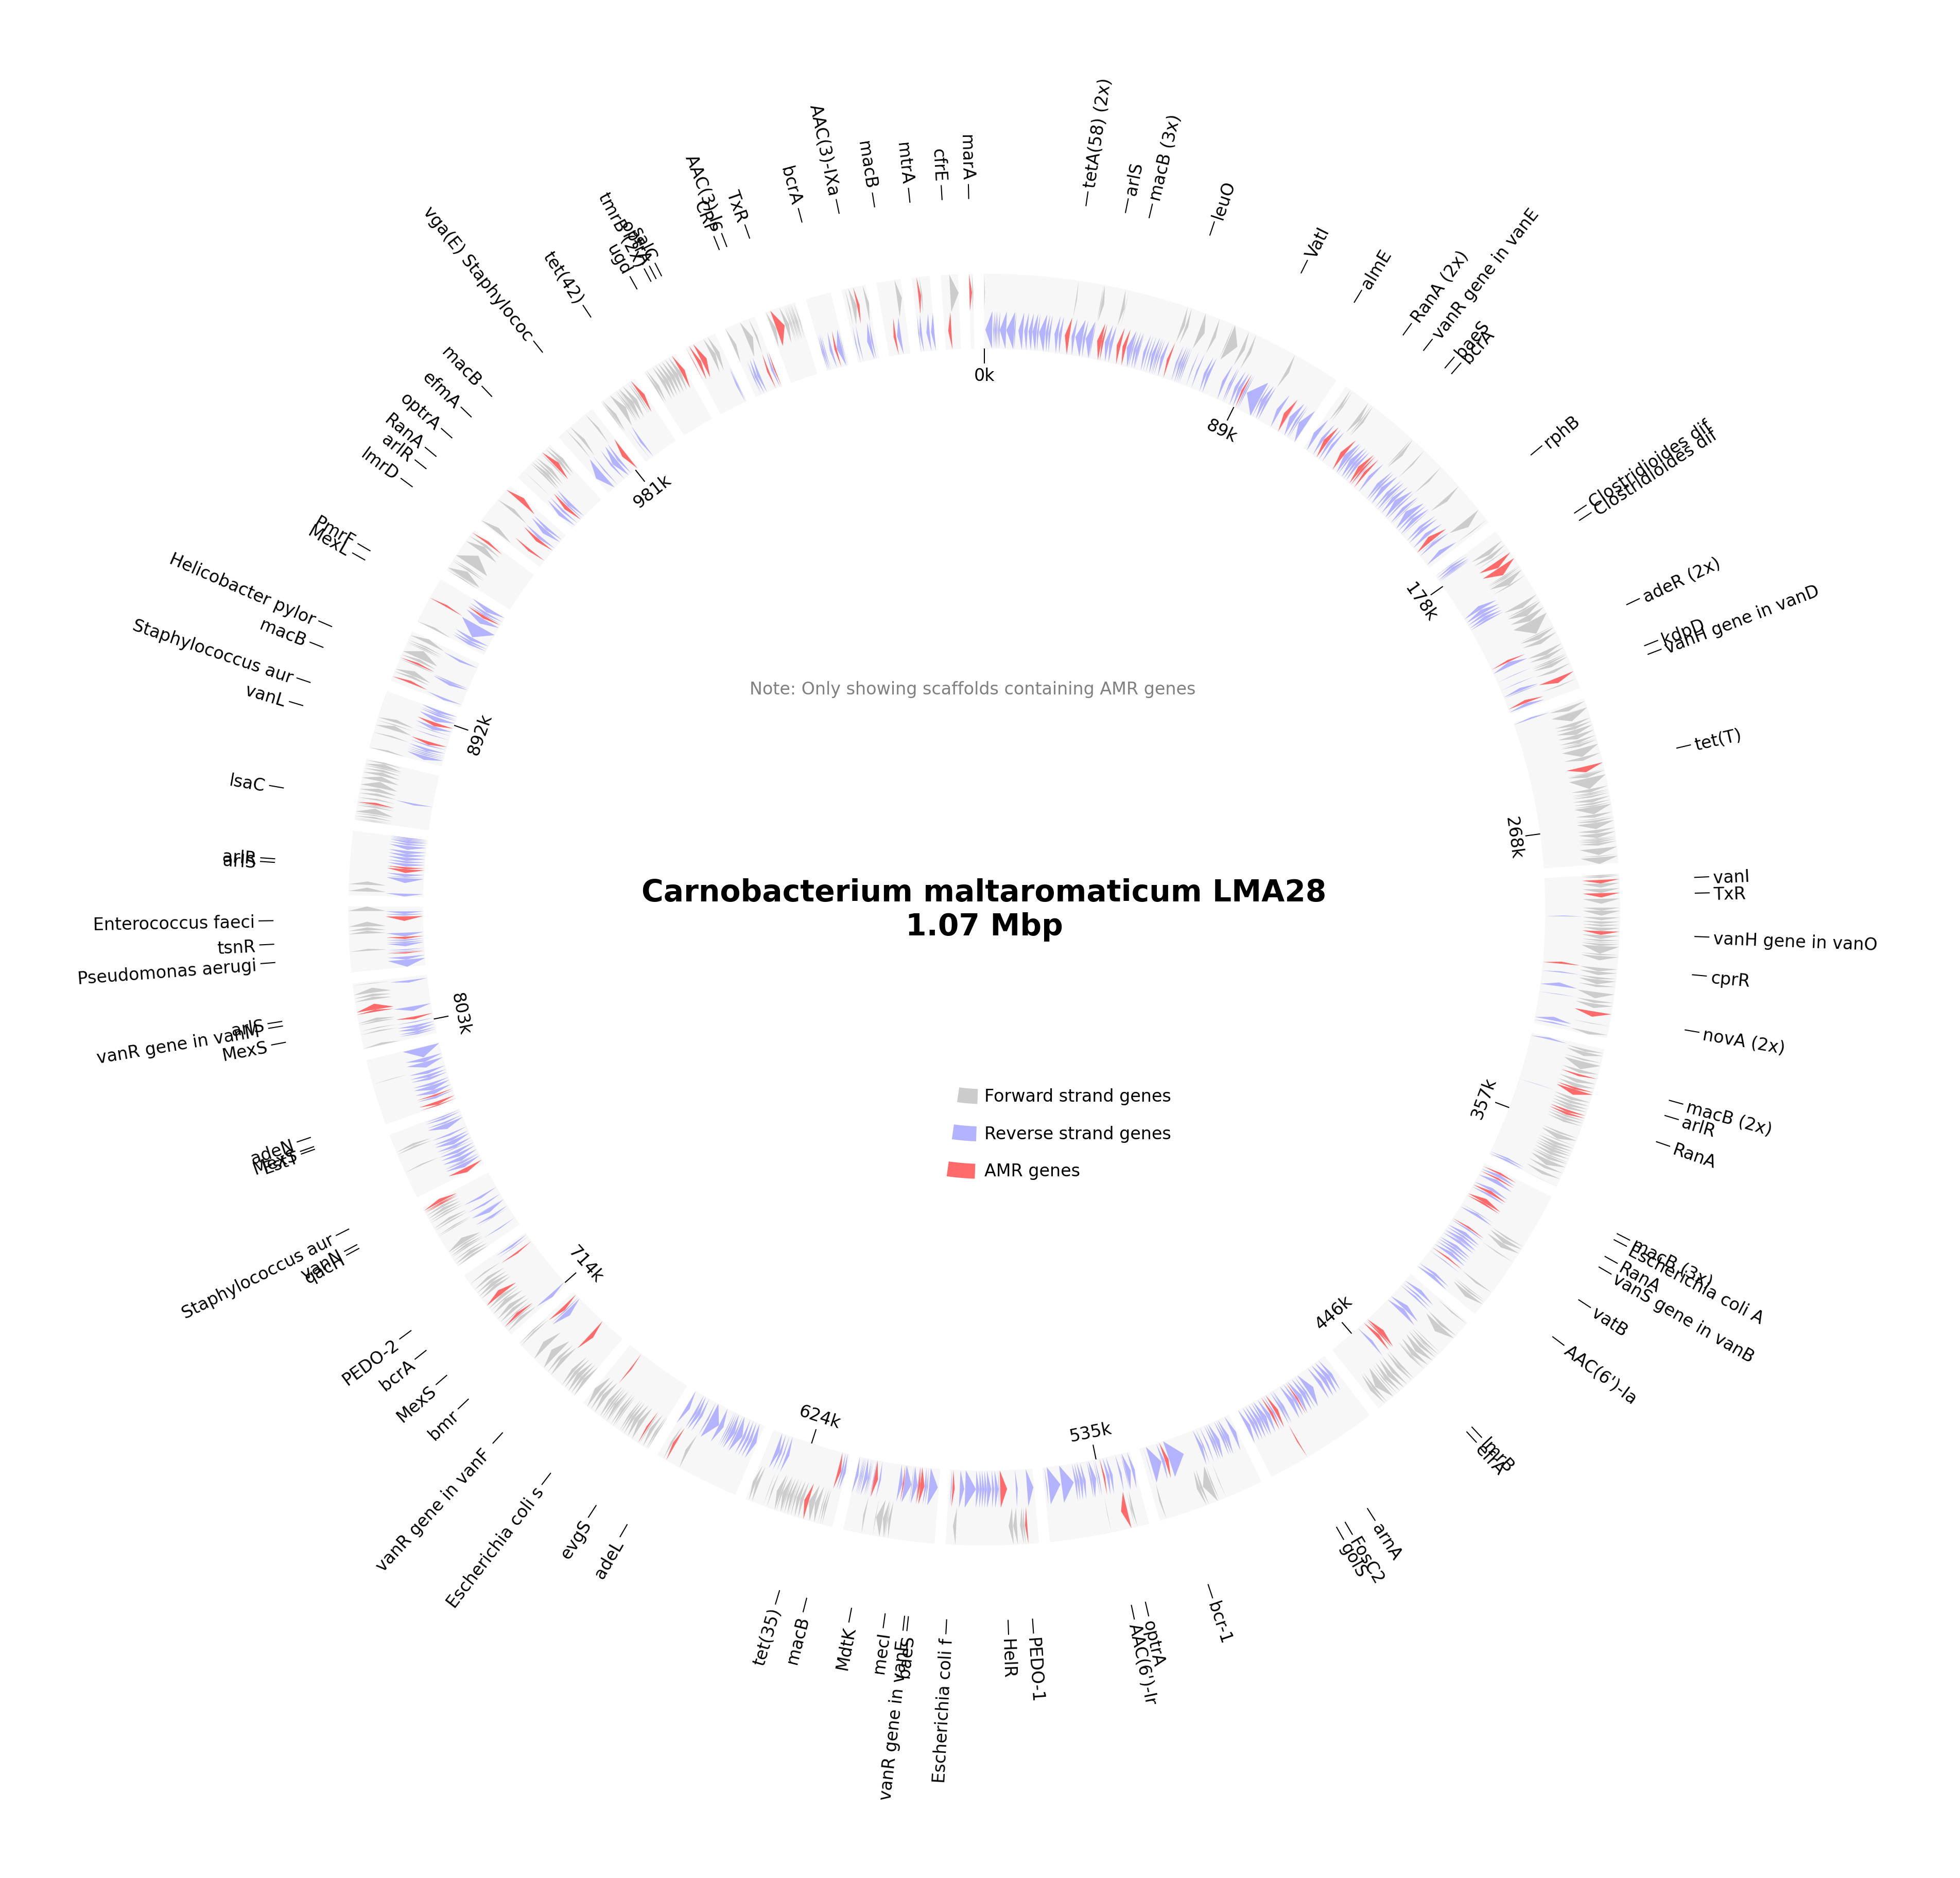 marA
tetA(58) (2x)
arlS
macB (3x)
leuO
VatI
almE
RanA (2x)
vanR gene in vanE
baeS
bcrA
rphB
Clostridioides dif
Clostridioides dif
adeR (2x)
kdpD
vanH gene in vanD
tet(T)
vanI
TxR
vanH gene in vanO
cprR
novA (2x)
macB (2x)
arlR
RanA
macB (3x)
Escherichia coli A
RanA
vanS gene in vanB
vatB
AAC(6')-Ia
lmrB
efrA
arnA
FosC2
golS
bcr-1
optrA
AAC(6')-Ir
PEDO-1
HelR
Escherichia coli f
baeS
vanR gene in vanF
mecI
MdtK
macB
tet(35)
adeL
evgS
Escherichia coli s
vanR gene in vanF
bmr
MexS
bcrA
PEDO-2
qacH
vanN
Staphylococcus aur
EstT
MexS
adeN
MexS
vanR gene in vanM
arlS
Pseudomonas aerugi
tsnR
Enterococcus faeci
arlS
arlR
lsaC
vanL
Staphylococcus aur
macB
Helicobacter pylor
MexL
PmrF
lmrD
arlR
RanA
optrA
efmA
macB
vga(E) Staphylococ
tet(42)
ugd
tmrB (2x)
optrA
salC
CRP
TxR
bcrA
AAC(3)-IXa
macB
mtrA
cfrE
0k
89k
178k
268k
357k
446k
535k
624k
714k
803k
892k
981k
Note: Only showing scaffolds containing AMR genes
Carnobacterium maltaromaticum LMA28
1.07 Mbp
Forward strand genes
Reverse strand genes
AMR genes